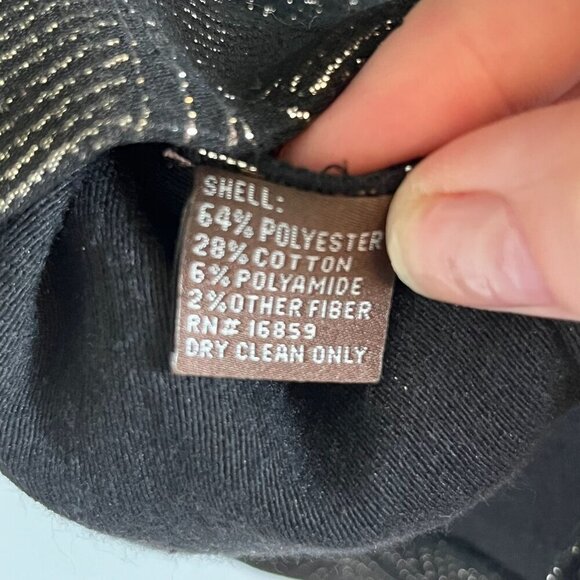 SHELL:
64% POLYESTER
28% COTTON
6% POLYAMIDE
2% OTHER FIBER
RN# 16859
DRY CLEAN ONLY